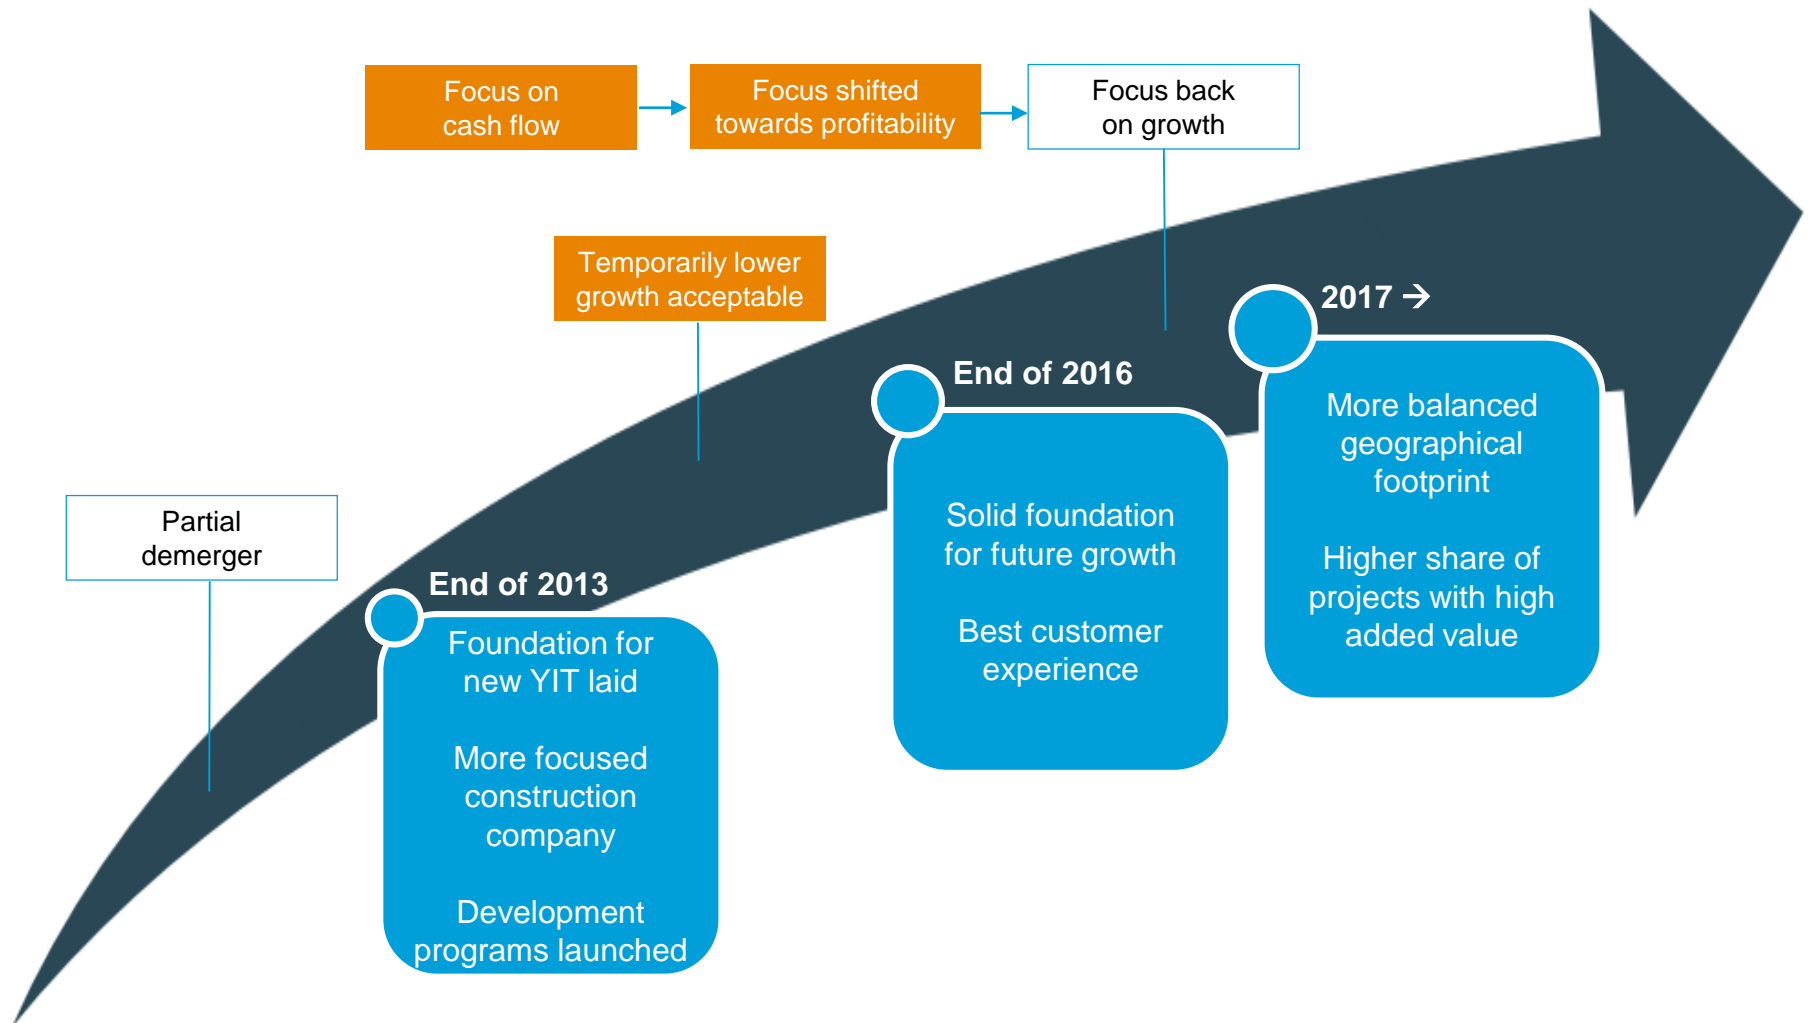 Focus on
cash flow
Focus shifted
towards profitability
Focus back
on growth
Temporarily lower
growth acceptable
Partial
demerger
End of 2013
Foundation for
new YIT laid
More focused
construction
company
Development
programs launched
End of 2016
Solid foundation
for future growth
Best customer
experience
2017 →
More balanced
geographical
footprint
Higher share of
projects with high
added value